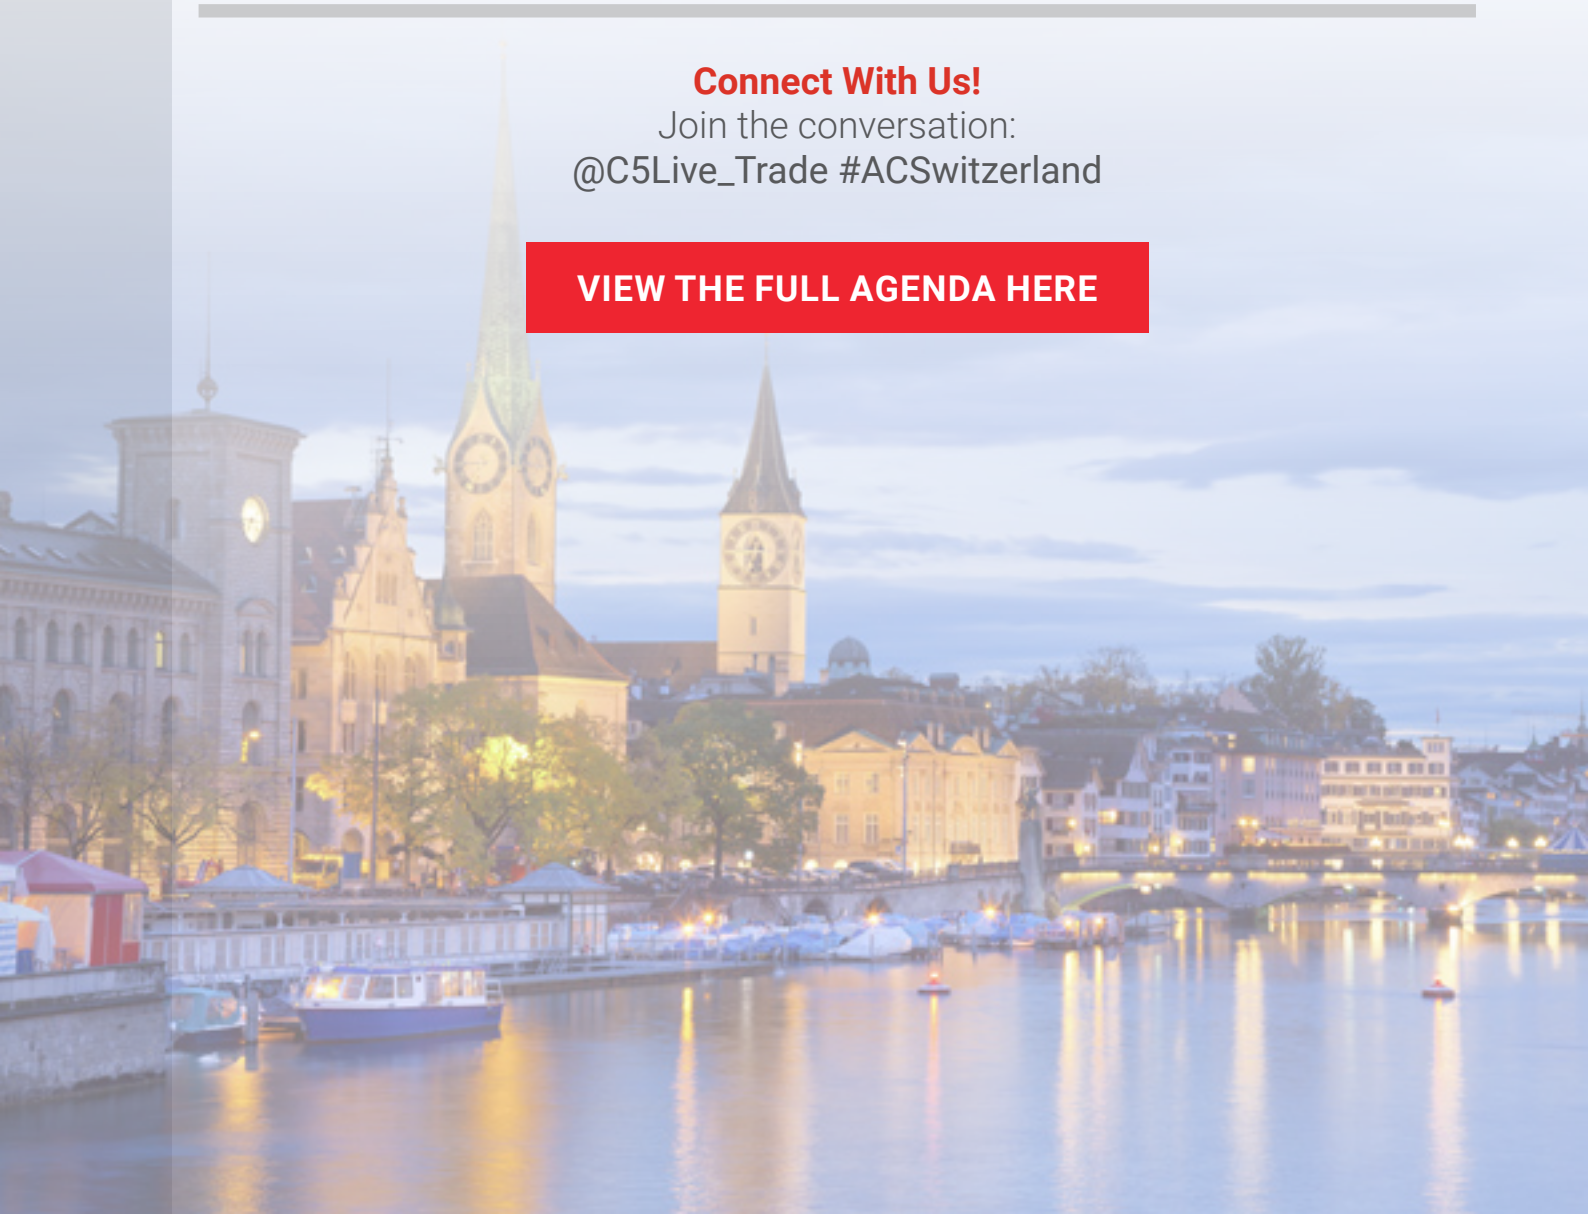 Connect With Us!
Join the conversation:
@C5Live_Trade #ACSwitzerland
VIEW THE FULL AGENDA HERE